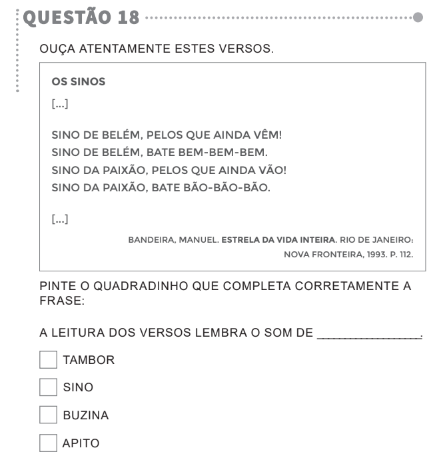 QUESTÃO 18
OUÇA ATENTAMENTE ESTES VERSOS.
OS SINOS
[...]
SINO DE BELÉM, PELOS QUE AINDA VÊM!
SINO DE BELÉM, BATE BEM-BEM-BEM.
SINO DA PAIXÃO, PELOS QUE AINDA VÃO!
SINO DA PAIXÃO, BATE BÃO-BÃO-BÃO.
[...]
BANDEIRA, MANUEL. ESTRELA DA VIDA INTEIRA. RIO DE JANEIRO:
NOVA FRONTEIRA, 1993. P. 112.
PINTE O QUADRADINHO QUE COMPLETA CORRETAMENTE A
FRASE:
A LEITURA DOS VERSOS LEMBRA O SOM DE ____________________.
TAMBOR
SINO
BUZINA
APITO